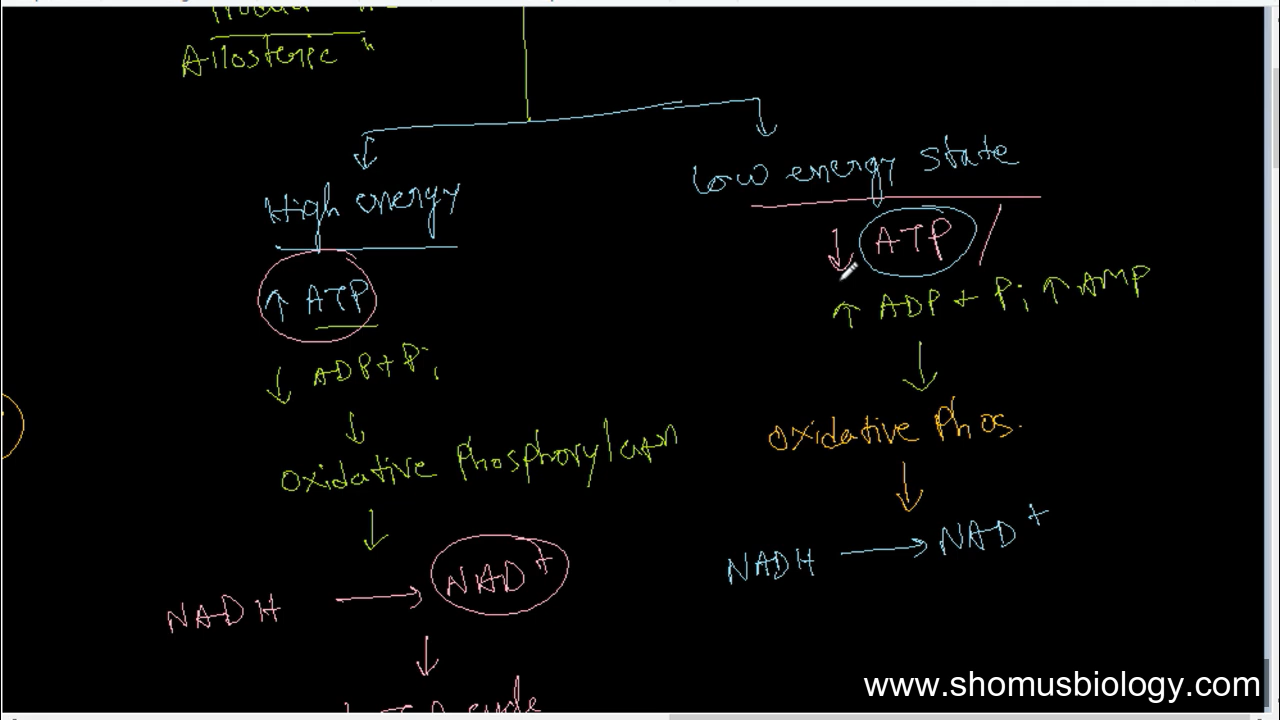 Allosteric "
High energy
↑ ATP
↓ ADP + Pi
↓
Oxidative Phosphorylation
↓
NADH → NAD+
↓
cycle
Low energy state
↓ ATP
↑ ADP + Pi ↑ AMP
↓
Oxidative Phos.
↓
NADH → NAD+
www.shomusbiology.com